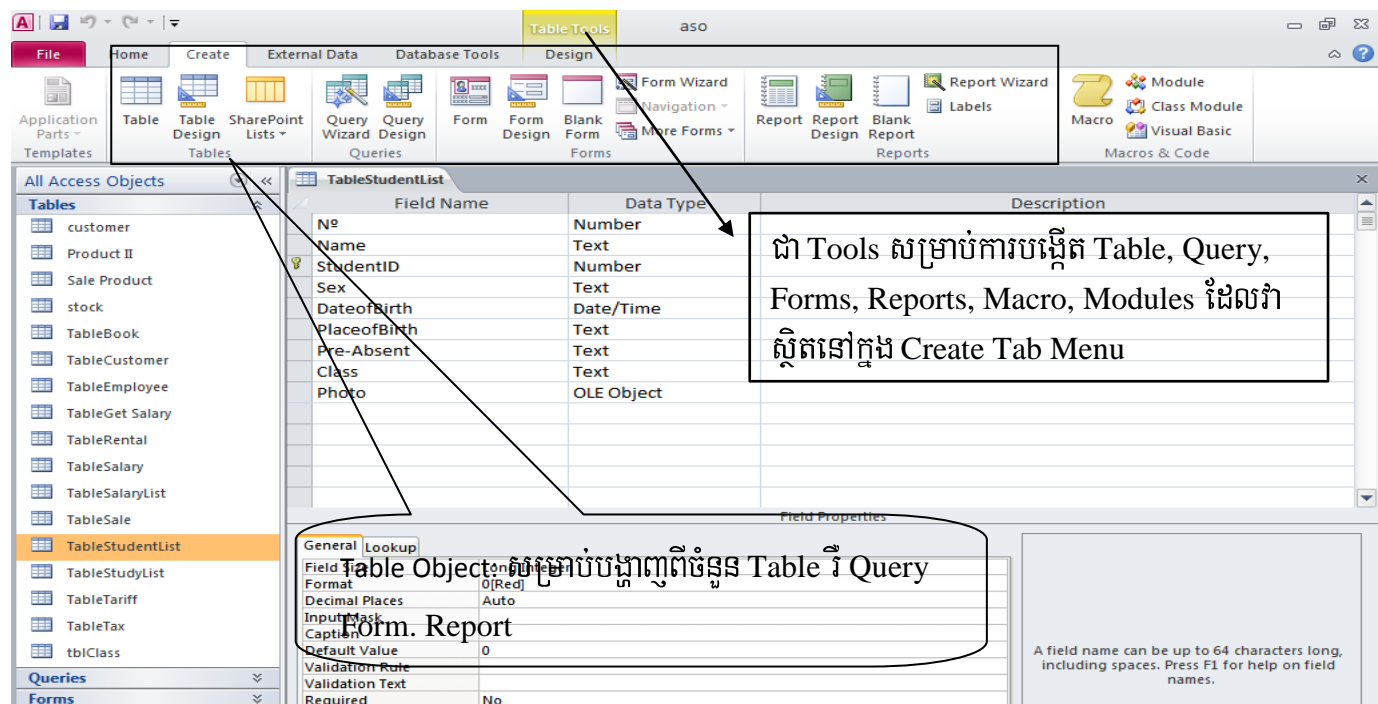 Table Tools aso
File Home Create External Data Database Tools Design
Application Parts
Table
Table Design
SharePoint Lists
Query Wizard
Query Design
Form
Form Design
Blank Form
Form Wizard
Navigation
More Forms
Report
Report Design
Blank Report
Report Wizard
Labels
Macro
Module
Class Module
Visual Basic
Templates Tables Queries Forms Reports Macros & Code
All Access Objects
Tables
customer
Product II
Sale Product
stock
TableBook
TableCustomer
TableEmployee
TableGet Salary
TableRental
TableSalary
TableSalaryList
TableSale
TableStudentList
TableStudyList
TableTariff
TableTax
tblClass
Queries
Forms
TableStudentList
Field Name Data Type Description
Nº Number
Name Text
StudentID Number
Sex Text
DateofBirth Date/Time
PlaceofBirth Text
Pre-Absent Text
Class Text
Photo OLE Object
ជា Tools សម្រាប់ការបង្កើត Table, Query,
Forms, Reports, Macro, Modules ដែលវា
ស្ថិតនៅក្នុង Create Tab Menu
Field Properties
General Lookup
Field Size Long Integer
Format 0[Red]
Decimal Places Auto
Input Mask
Caption
Default Value 0
Validation Rule
Validation Text
Required No
Table Object: សម្រាប់បង្ហាញពីចំនួន Table រឺ Query
Form. Report
A field name can be up to 64 characters long,
including spaces. Press F1 for help on field
names.